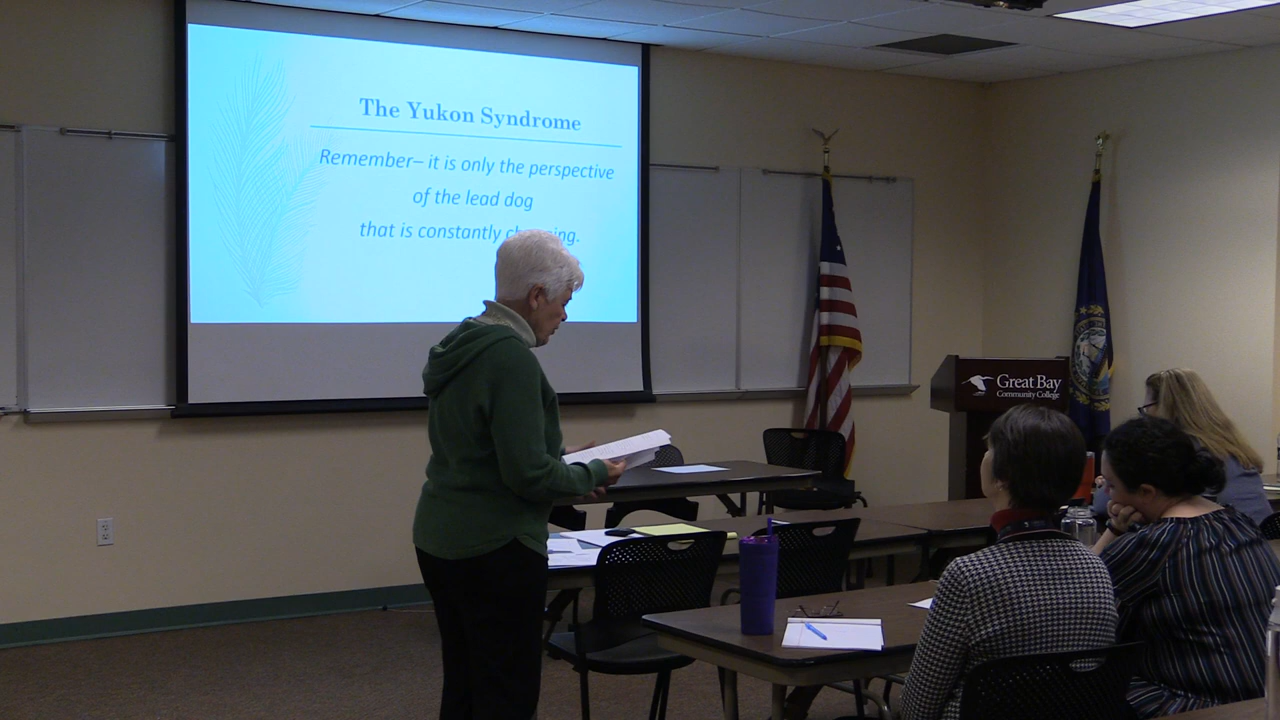 The Yukon Syndrome
Remember– it is only the perspective
of the lead dog
that is constantly
Great Bay
Community College